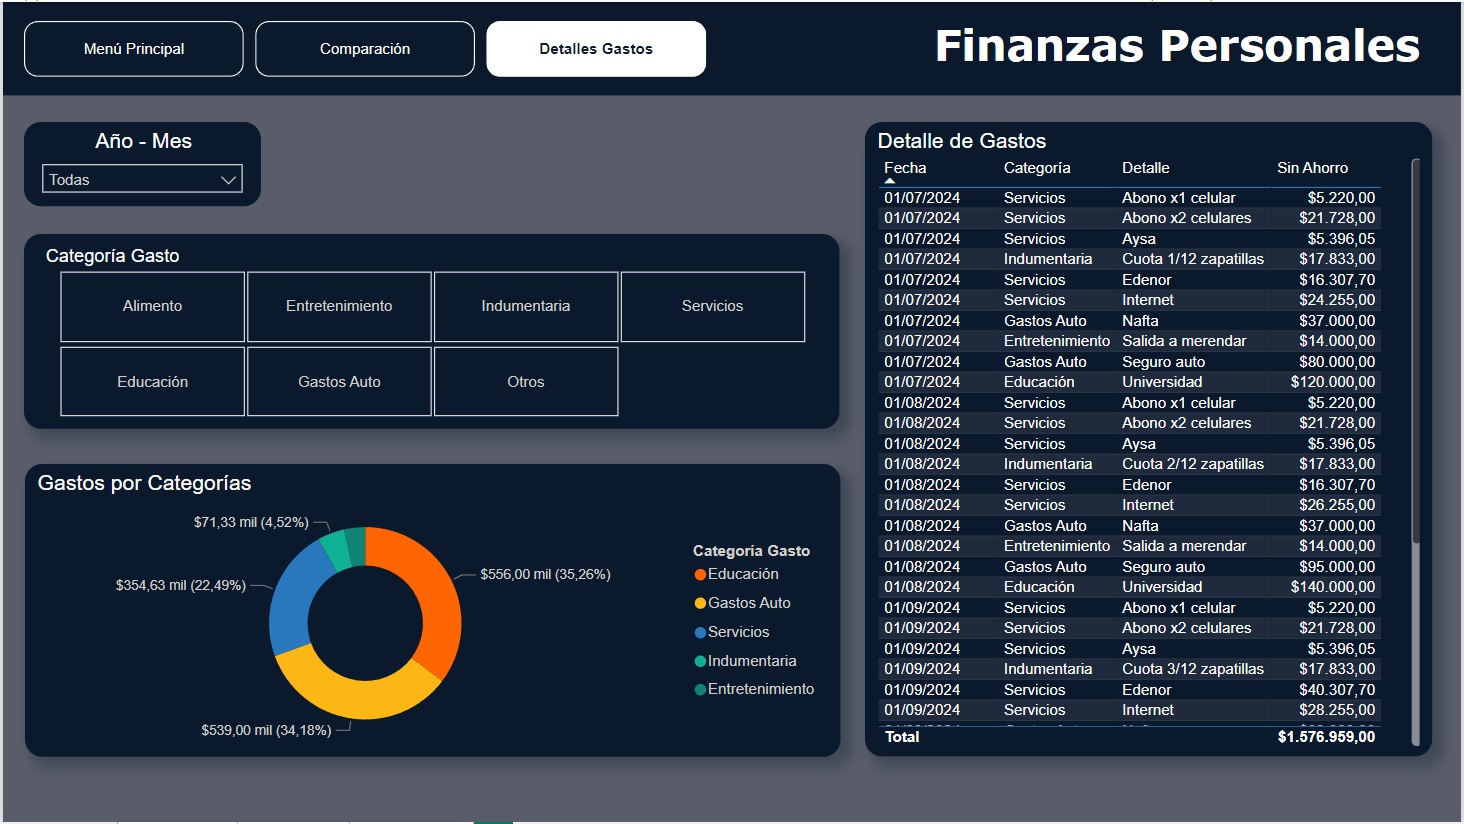 Menú Principal
Comparación
Detalles Gastos
Finanzas Personales
Año - Mes
Todas
Categoría Gasto
Alimento
Entretenimiento
Indumentaria
Servicios
Educación
Gastos Auto
Otros
Gastos por Categorías
$71,33 mil (4,52%)
$354,63 mil (22,49%)
$556,00 mil (35,26%)
$539,00 mil (34,18%)
Categoría Gasto
Educación
Gastos Auto
Servicios
Indumentaria
Entretenimiento
Detalle de Gastos
Fecha Categoría Detalle Sin Ahorro
01/07/2024 Servicios Abono x1 celular $5.220,00
01/07/2024 Servicios Abono x2 celulares $21.728,00
01/07/2024 Servicios Aysa $5.396,05
01/07/2024 Indumentaria Cuota 1/12 zapatillas $17.833,00
01/07/2024 Servicios Edenor $16.307,70
01/07/2024 Servicios Internet $24.255,00
01/07/2024 Gastos Auto Nafta $37.000,00
01/07/2024 Entretenimiento Salida a merendar $14.000,00
01/07/2024 Gastos Auto Seguro auto $80.000,00
01/07/2024 Educación Universidad $120.000,00
01/08/2024 Servicios Abono x1 celular $5.220,00
01/08/2024 Servicios Abono x2 celulares $21.728,00
01/08/2024 Servicios Aysa $5.396,05
01/08/2024 Indumentaria Cuota 2/12 zapatillas $17.833,00
01/08/2024 Servicios Edenor $16.307,70
01/08/2024 Servicios Internet $26.255,00
01/08/2024 Gastos Auto Nafta $37.000,00
01/08/2024 Entretenimiento Salida a merendar $14.000,00
01/08/2024 Gastos Auto Seguro auto $95.000,00
01/08/2024 Educación Universidad $140.000,00
01/09/2024 Servicios Abono x1 celular $5.220,00
01/09/2024 Servicios Abono x2 celulares $21.728,00
01/09/2024 Servicios Aysa $5.396,05
01/09/2024 Indumentaria Cuota 3/12 zapatillas $17.833,00
01/09/2024 Servicios Edenor $40.307,70
01/09/2024 Servicios Internet $28.255,00
Total $1.576.959,00